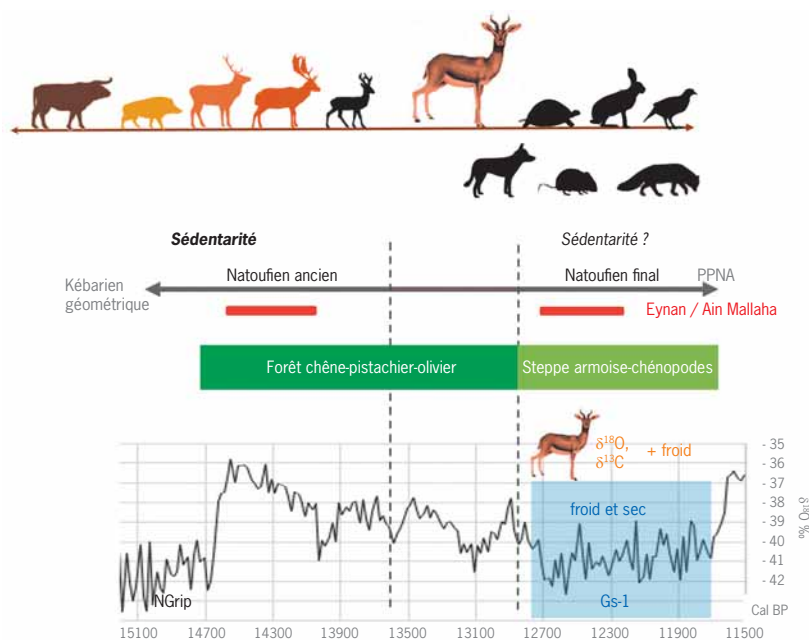 Sédentarité
Sédentarité ?
Kébarien
géométrique
Natoufien ancien
Natoufien final
PPNA
Eynan / Ain Mallaha
Forêt chêne-pistachier-olivier
Steppe armoise-chénopodes
δ¹⁸O,
δ¹³C
+ froid
froid et sec
NGrip
Gs-1
- 35
- 36
- 37
- 38
- 39
- 40
- 41
- 42
δ¹⁸O ‰
Cal BP
15100 14700 14300 13900 13500 13100 12700 12300 11900 11500